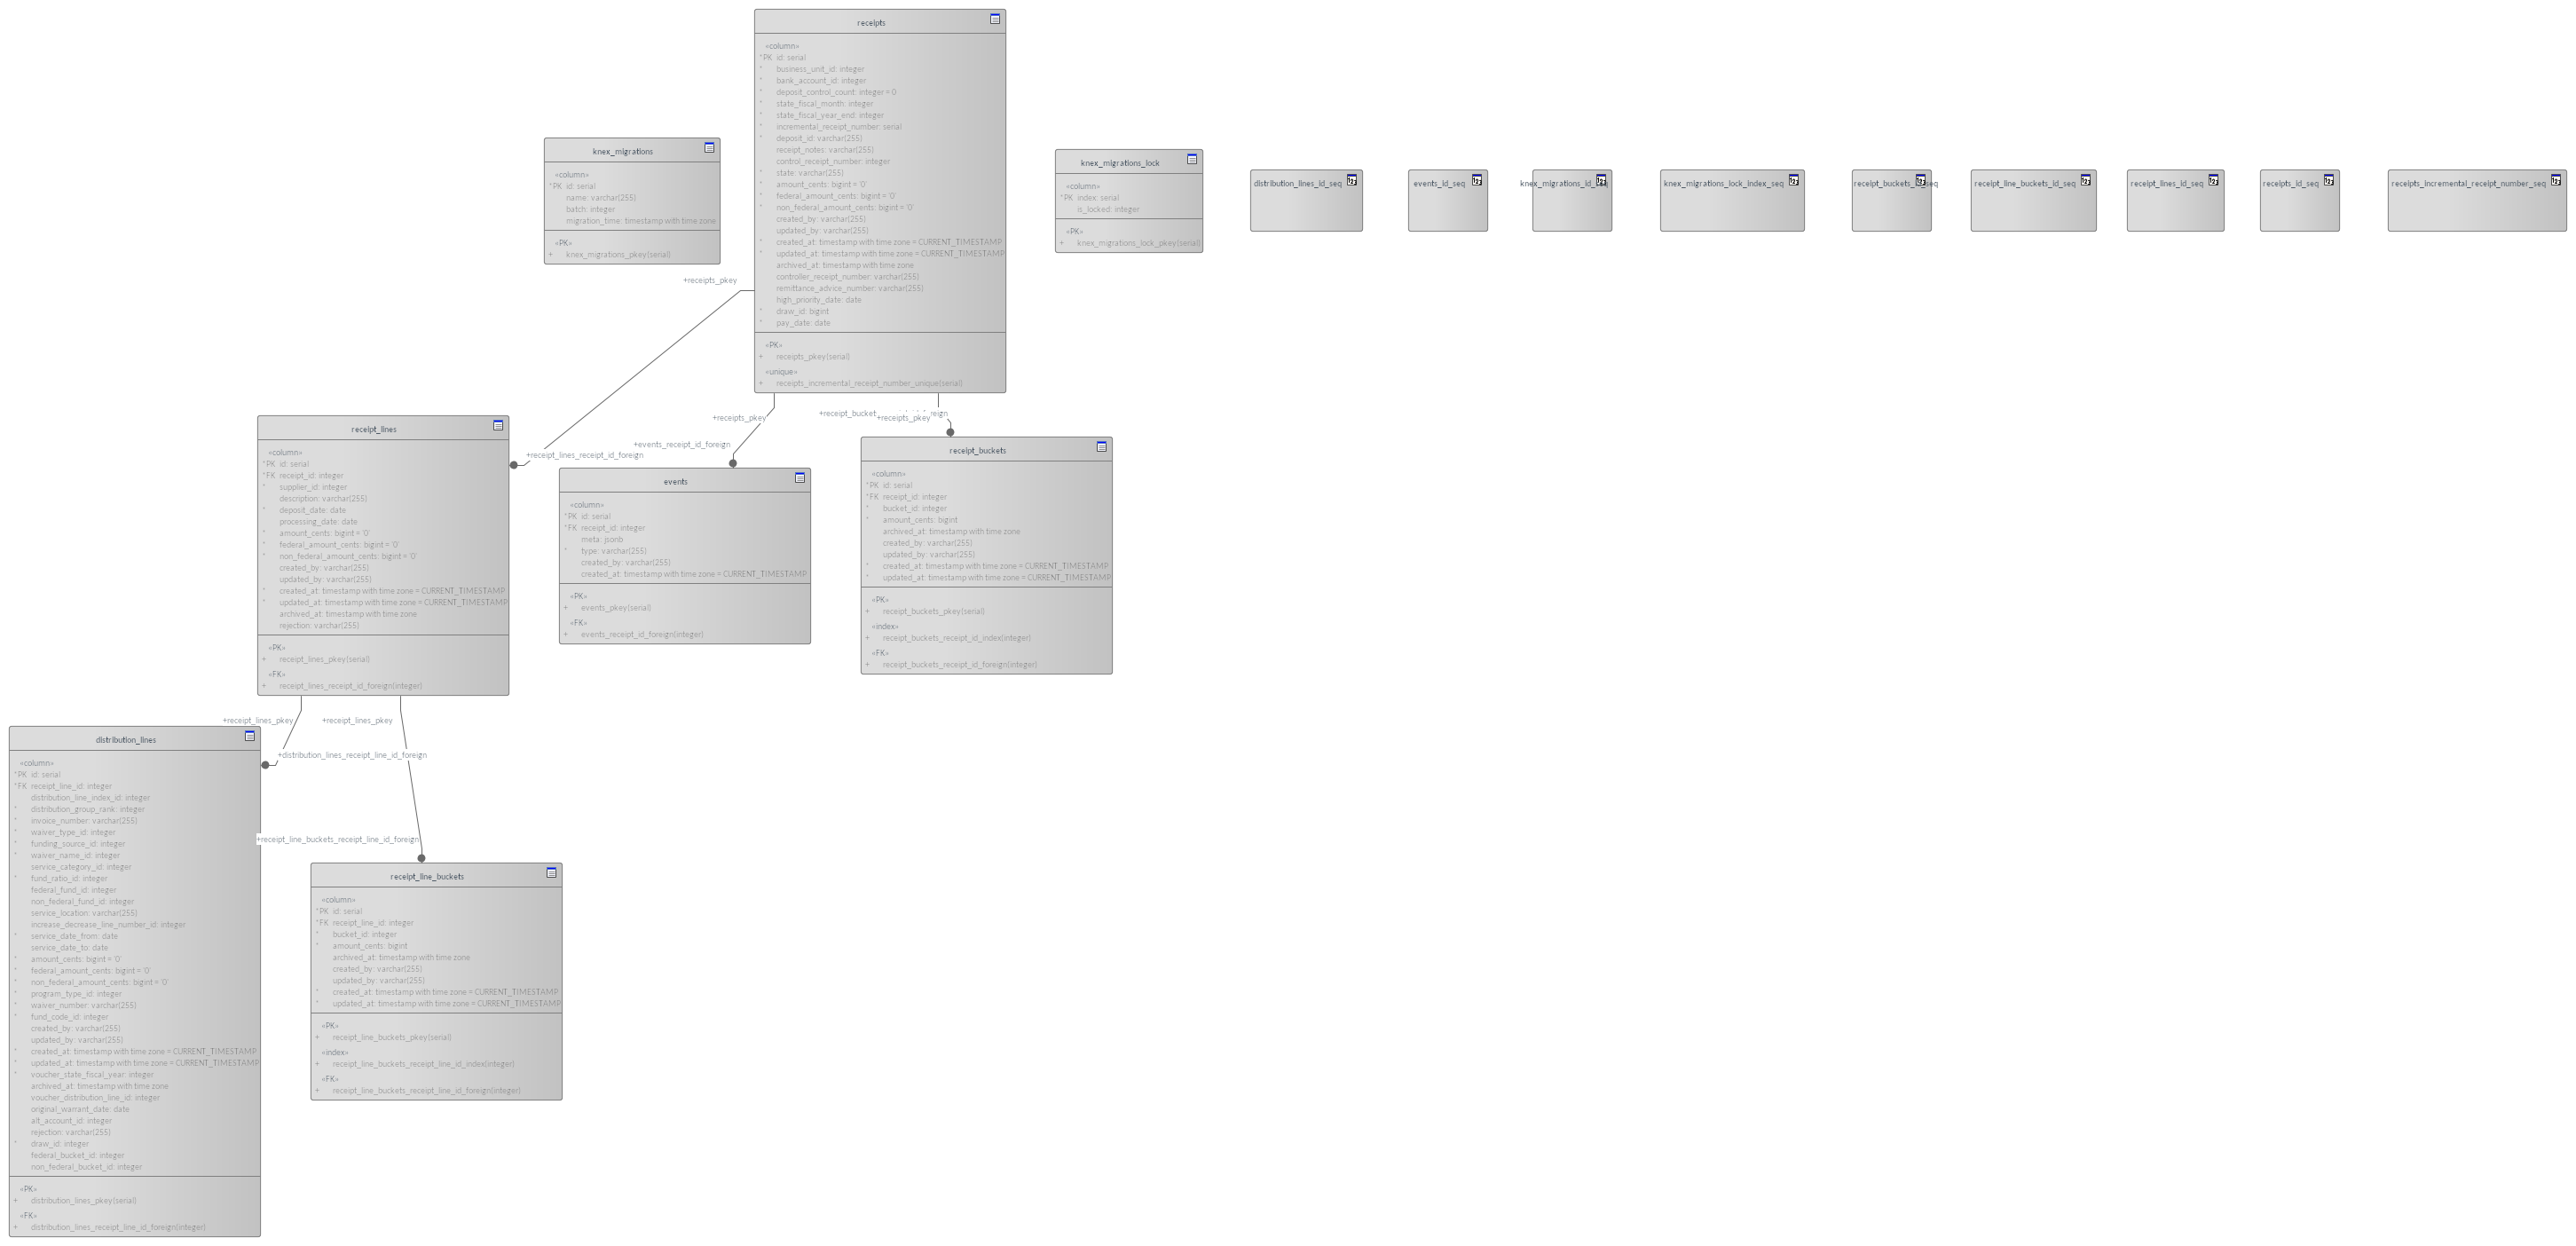 receipts
«column»
*PK id: serial
* business_unit_id: integer
* bank_account_id: integer
* deposit_control_count: integer = 0
* state_fiscal_month: integer
* state_fiscal_year_end: integer
* incremental_receipt_number: serial
* deposit_id: varchar(255)
receipt_notes: varchar(255)
control_receipt_number: integer
* state: varchar(255)
* amount_cents: bigint = '0'
* federal_amount_cents: bigint = '0'
* non_federal_amount_cents: bigint = '0'
created_by: varchar(255)
updated_by: varchar(255)
* created_at: timestamp with time zone = CURRENT_TIMESTAMP
* updated_at: timestamp with time zone = CURRENT_TIMESTAMP
archived_at: timestamp with time zone
controller_receipt_number: varchar(255)
remittance_advice_number: varchar(255)
high_priority_date: date
* draw_id: bigint
* pay_date: date
«PK»
+ receipts_pkey(serial)
«unique»
+ receipts_incremental_receipt_number_unique(serial)
knex_migrations
«column»
*PK id: serial
name: varchar(255)
batch: integer
migration_time: timestamp with time zone
«PK»
+ knex_migrations_pkey(serial)
knex_migrations_lock
«column»
*PK index: serial
is_locked: integer
«PK»
+ knex_migrations_lock_pkey(serial)
distribution_lines_id_seq
events_id_seq
knex_migrations_id_seq
knex_migrations_lock_index_seq
receipt_buckets_id_seq
receipt_line_buckets_id_seq
receipt_lines_id_seq
receipts_id_seq
receipts_incremental_receipt_number_seq
+receipts_pkey
+receipt_lines_receipt_id_foreign
+receipts_pkey
+events_receipt_id_foreign
+receipt_bucket
+receipts_pkey
receipt_lines
«column»
*PK id: serial
*FK receipt_id: integer
* supplier_id: integer
description: varchar(255)
* deposit_date: date
processing_date: date
* amount_cents: bigint = '0'
* federal_amount_cents: bigint = '0'
* non_federal_amount_cents: bigint = '0'
created_by: varchar(255)
updated_by: varchar(255)
* created_at: timestamp with time zone = CURRENT_TIMESTAMP
* updated_at: timestamp with time zone = CURRENT_TIMESTAMP
archived_at: timestamp with time zone
rejection: varchar(255)
«PK»
+ receipt_lines_pkey(serial)
«FK»
+ receipt_lines_receipt_id_foreign(integer)
events
«column»
*PK id: serial
*FK receipt_id: integer
meta: jsonb
* type: varchar(255)
created_by: varchar(255)
created_at: timestamp with time zone = CURRENT_TIMESTAMP
«PK»
+ events_pkey(serial)
«FK»
+ events_receipt_id_foreign(integer)
receipt_buckets
«column»
*PK id: serial
*FK receipt_id: integer
* bucket_id: integer
* amount_cents: bigint
archived_at: timestamp with time zone
created_by: varchar(255)
updated_by: varchar(255)
* created_at: timestamp with time zone = CURRENT_TIMESTAMP
* updated_at: timestamp with time zone = CURRENT_TIMESTAMP
«PK»
+ receipt_buckets_pkey(serial)
«index»
+ receipt_buckets_receipt_id_index(integer)
«FK»
+ receipt_buckets_receipt_id_foreign(integer)
+receipt_lines_pkey
+distribution_lines_receipt_line_id_foreign
+receipt_lines_pkey
+receipt_line_buckets_receipt_line_id_foreign
distribution_lines
«column»
*PK id: serial
*FK receipt_line_id: integer
distribution_line_index_id: integer
* distribution_group_rank: integer
* invoice_number: varchar(255)
* waiver_type_id: integer
* funding_source_id: integer
* waiver_name_id: integer
service_category_id: integer
* fund_ratio_id: integer
federal_fund_id: integer
non_federal_fund_id: integer
service_location: varchar(255)
increase_decrease_line_number_id: integer
* service_date_from: date
service_date_to: date
* amount_cents: bigint = '0'
* federal_amount_cents: bigint = '0'
* non_federal_amount_cents: bigint = '0'
* program_type_id: integer
* waiver_number: varchar(255)
* fund_code_id: integer
created_by: varchar(255)
updated_by: varchar(255)
* created_at: timestamp with time zone = CURRENT_TIMESTAMP
* updated_at: timestamp with time zone = CURRENT_TIMESTAMP
* voucher_state_fiscal_year: integer
archived_at: timestamp with time zone
voucher_distribution_line_id: integer
original_warrant_date: date
alt_account_id: integer
rejection: varchar(255)
* draw_id: integer
federal_bucket_id: integer
non_federal_bucket_id: integer
«PK»
+ distribution_lines_pkey(serial)
«FK»
+ distribution_lines_receipt_line_id_foreign(integer)
receipt_line_buckets
«column»
*PK id: serial
*FK receipt_line_id: integer
* bucket_id: integer
* amount_cents: bigint
archived_at: timestamp with time zone
created_by: varchar(255)
updated_by: varchar(255)
* created_at: timestamp with time zone = CURRENT_TIMESTAMP
* updated_at: timestamp with time zone = CURRENT_TIMESTAMP
«PK»
+ receipt_line_buckets_pkey(serial)
«index»
+ receipt_line_buckets_receipt_line_id_index(integer)
«FK»
+ receipt_line_buckets_receipt_line_id_foreign(integer)